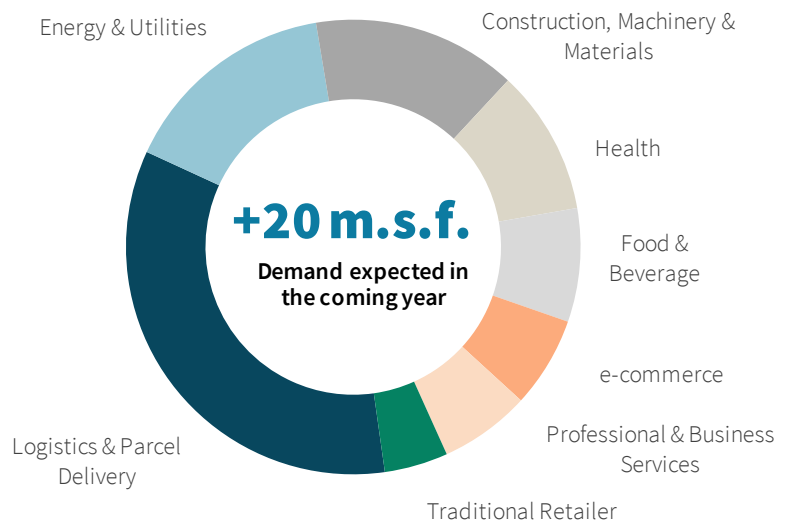 Energy & Utilities
Construction, Machinery &
Materials
Health
+20 m.s.f.
Demand expected in
the coming year
Food &
Beverage
e-commerce
Professional & Business
Services
Logistics & Parcel
Delivery
Traditional Retailer